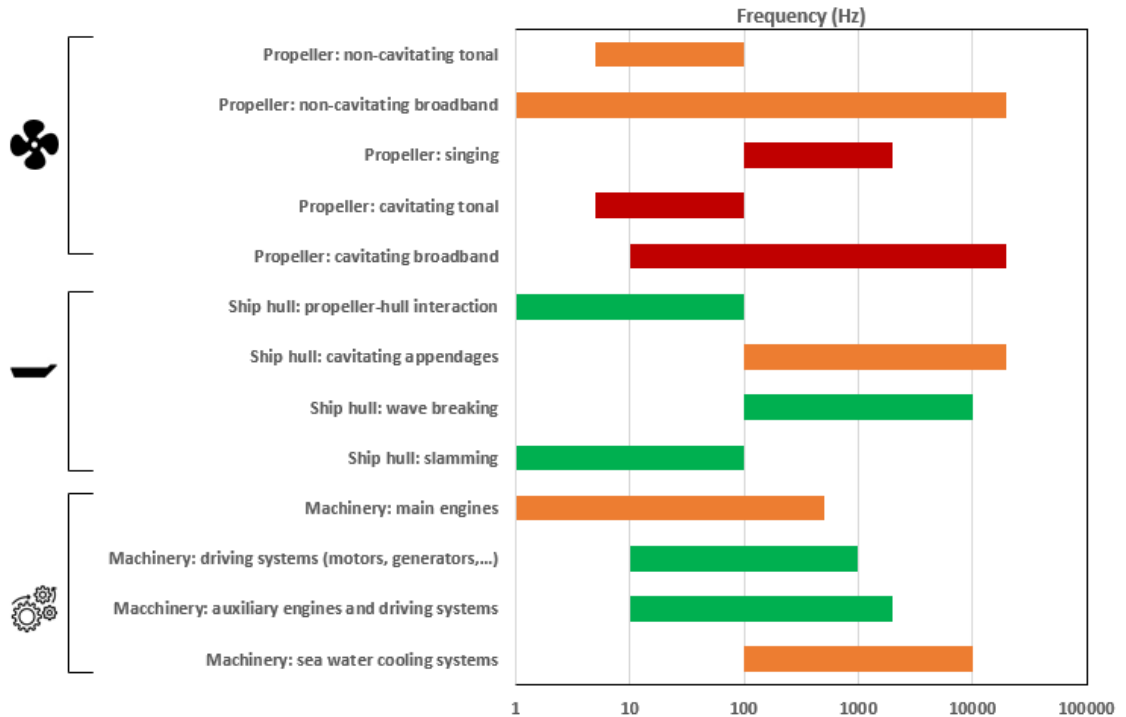 Frequency (Hz)
Propeller: non-cavitating tonal
Propeller: non-cavitating broadband
Propeller: singing
Propeller: cavitating tonal
Propeller: cavitating broadband
Ship hull: propeller-hull interaction
Ship hull: cavitating appendages
Ship hull: wave breaking
Ship hull: slamming
Machinery: main engines
Machinery: driving systems (motors, generators,...)
Macchinery: auxiliary engines and driving systems
Machinery: sea water cooling systems
1 10 100 1000 10000 100000